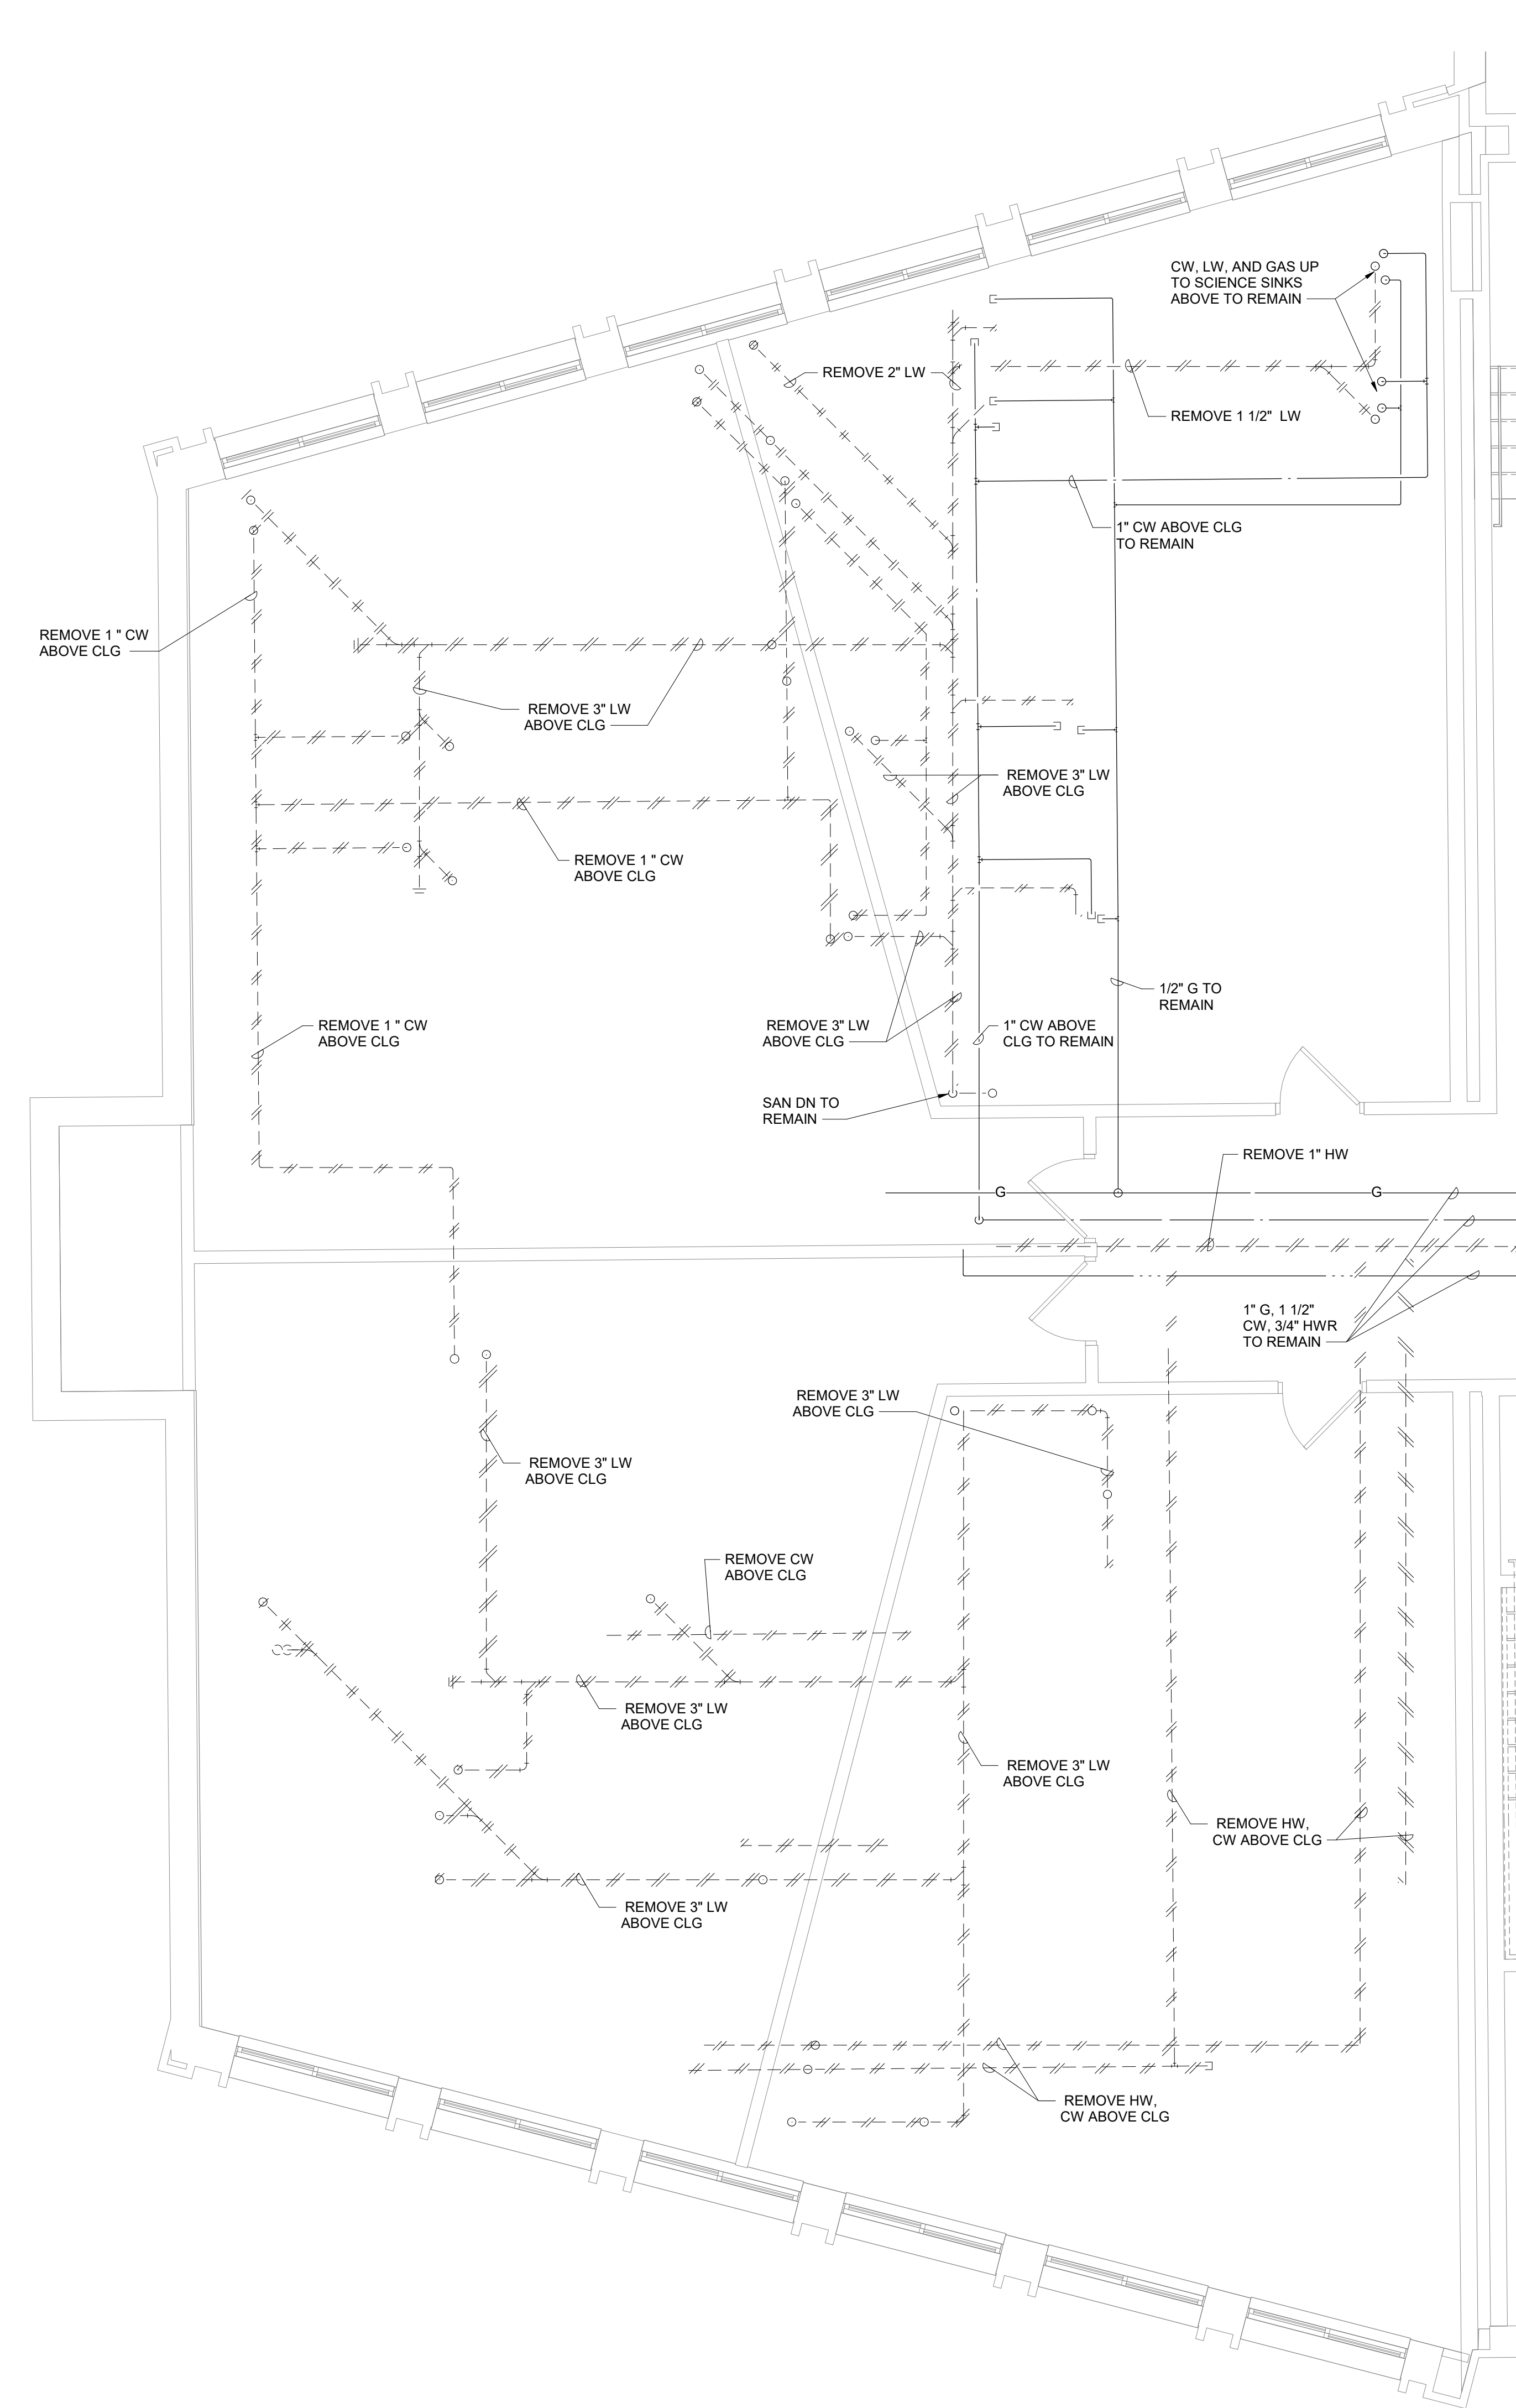 CW, LW, AND GAS UP
TO SCIENCE SINKS
ABOVE TO REMAIN
REMOVE 2" LW
REMOVE 1 1/2" LW
1" CW ABOVE CLG
TO REMAIN
REMOVE 1 " CW
ABOVE CLG
REMOVE 3" LW
ABOVE CLG
REMOVE 3" LW
ABOVE CLG
REMOVE 1 " CW
ABOVE CLG
1/2" G TO
REMAIN
REMOVE 1 " CW
ABOVE CLG
REMOVE 3" LW
ABOVE CLG
1" CW ABOVE
CLG TO REMAIN
SAN DN TO
REMAIN
REMOVE 1" HW
G
G
1" G, 1 1/2"
CW, 3/4" HWR
TO REMAIN
REMOVE 3" LW
ABOVE CLG
REMOVE 3" LW
ABOVE CLG
REMOVE CW
ABOVE CLG
REMOVE 3" LW
ABOVE CLG
REMOVE 3" LW
ABOVE CLG
REMOVE HW,
CW ABOVE CLG
REMOVE 3" LW
ABOVE CLG
REMOVE HW,
CW ABOVE CLG